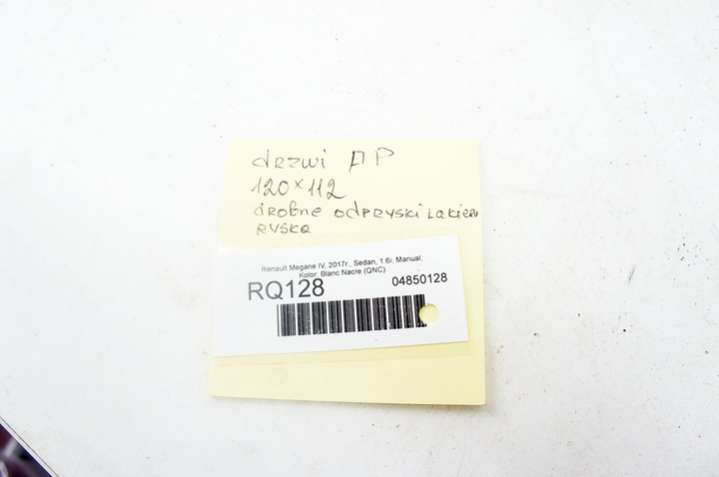 drzwi PP
120x112
drobne odpryski lakieru
ryska
Renault Megane IV, 2017r., Sedan, 1.6i, Manual,
Kolor: Blanc Nacre (QNC)
RQ128 04850128